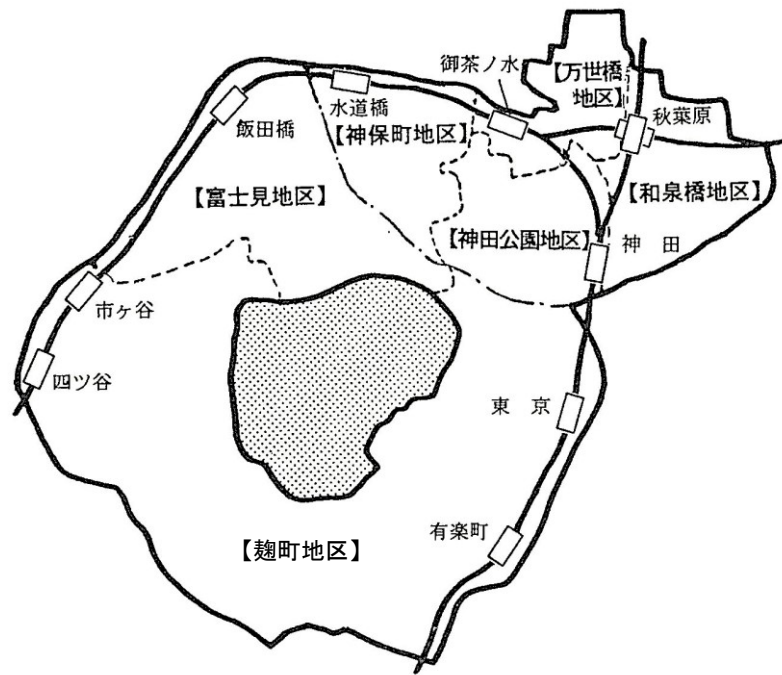 御茶ノ水
【万世橋
地区】
水道橋
秋葉原
飯田橋
【神保町地区】
【富士見地区】
【和泉橋地区】
【神田公園地区】
神 田
市ヶ谷
四ツ谷
東 京
有楽町
【麹町地区】